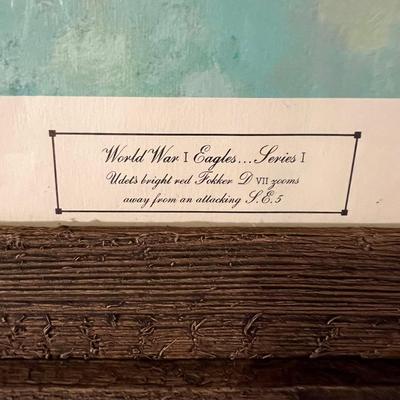 World War I Eagles...Series I
Udet's bright red Fokker D VII zooms
away from an attacking S.E.5